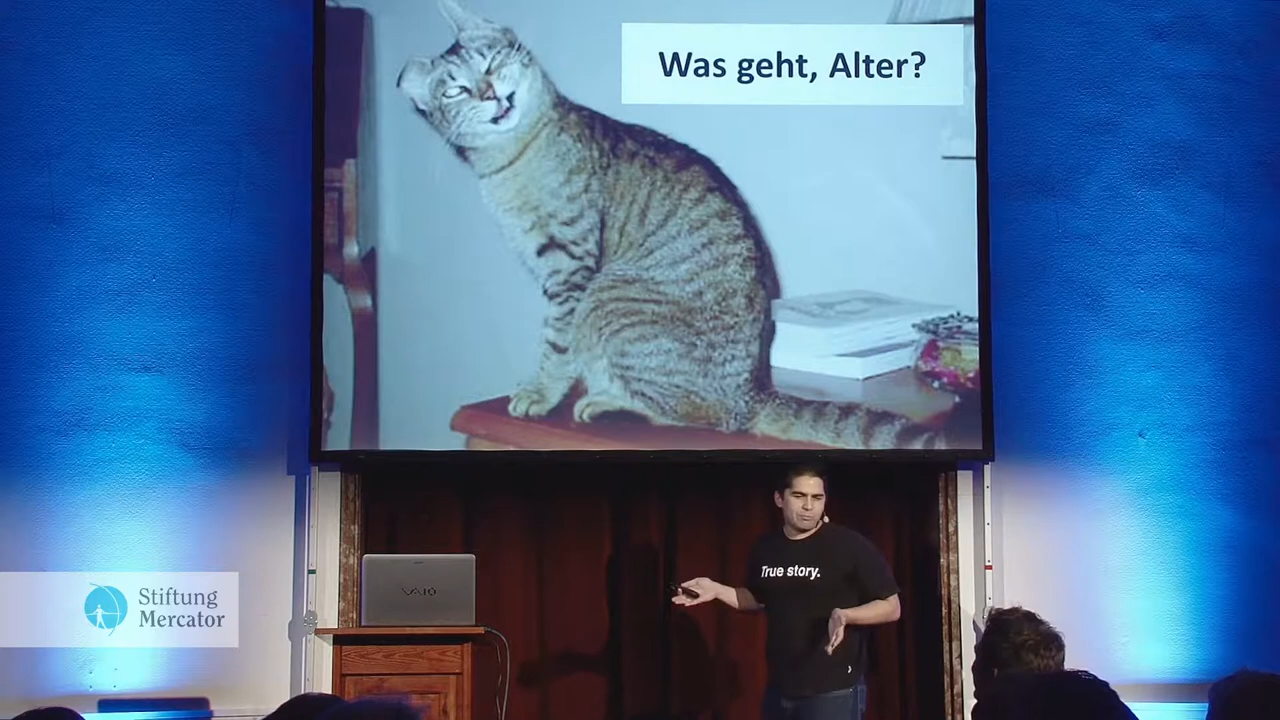 Was geht, Alter?
True story.
VAIO
Stiftung
Mercator